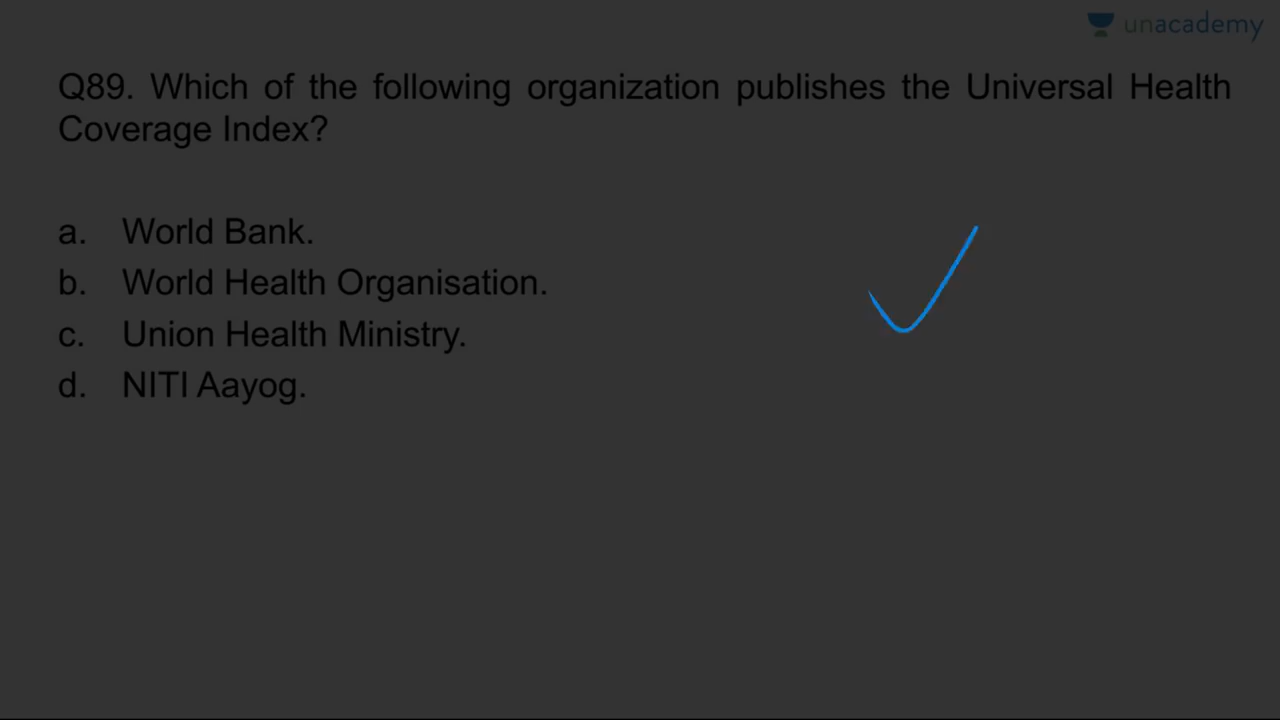 unacademy
Q89. Which of the following organization publishes the Universal Health
Coverage Index?
a. World Bank.
b. World Health Organisation.
c. Union Health Ministry.
d. NITI Aayog.